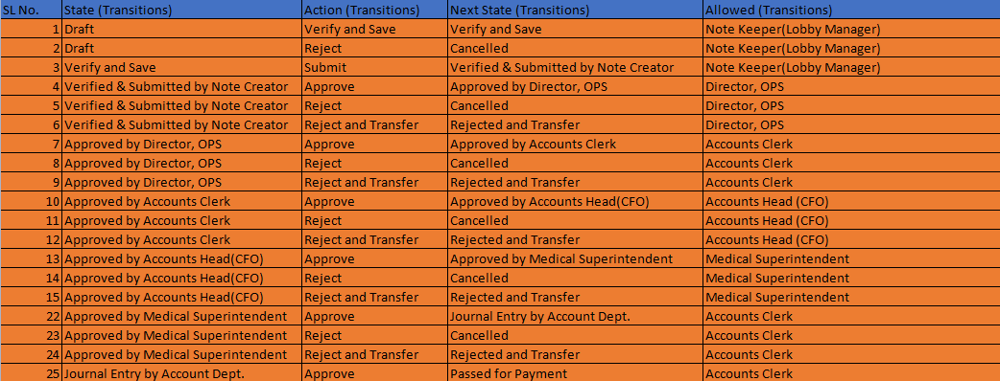 SL No. State (Transitions) Action (Transitions) Next State (Transitions) Allowed (Transitions)
1 Draft Verify and Save Verify and Save Note Keeper(Lobby Manager)
2 Draft Reject Cancelled Note Keeper(Lobby Manager)
3 Verify and Save Submit Verified & Submitted by Note Creator Note Keeper(Lobby Manager)
4 Verified & Submitted by Note Creator Approve Approved by Director, OPS Director, OPS
5 Verified & Submitted by Note Creator Reject Cancelled Director, OPS
6 Verified & Submitted by Note Creator Reject and Transfer Rejected and Transfer Director, OPS
7 Approved by Director, OPS Approve Approved by Accounts Clerk Accounts Clerk
8 Approved by Director, OPS Reject Cancelled Accounts Clerk
9 Approved by Director, OPS Reject and Transfer Rejected and Transfer Accounts Clerk
10 Approved by Accounts Clerk Approve Approved by Accounts Head(CFO) Accounts Head (CFO)
11 Approved by Accounts Clerk Reject Cancelled Accounts Head (CFO)
12 Approved by Accounts Clerk Reject and Transfer Rejected and Transfer Accounts Head (CFO)
13 Approved by Accounts Head(CFO) Approve Approved by Medical Superintendent Medical Superintendent
14 Approved by Accounts Head(CFO) Reject Cancelled Medical Superintendent
15 Approved by Accounts Head(CFO) Reject and Transfer Rejected and Transfer Medical Superintendent
22 Approved by Medical Superintendent Approve Journal Entry by Account Dept. Accounts Clerk
23 Approved by Medical Superintendent Reject Cancelled Accounts Clerk
24 Approved by Medical Superintendent Reject and Transfer Rejected and Transfer Accounts Clerk
25 Journal Entry by Account Dept. Approve Passed for Payment Accounts Clerk